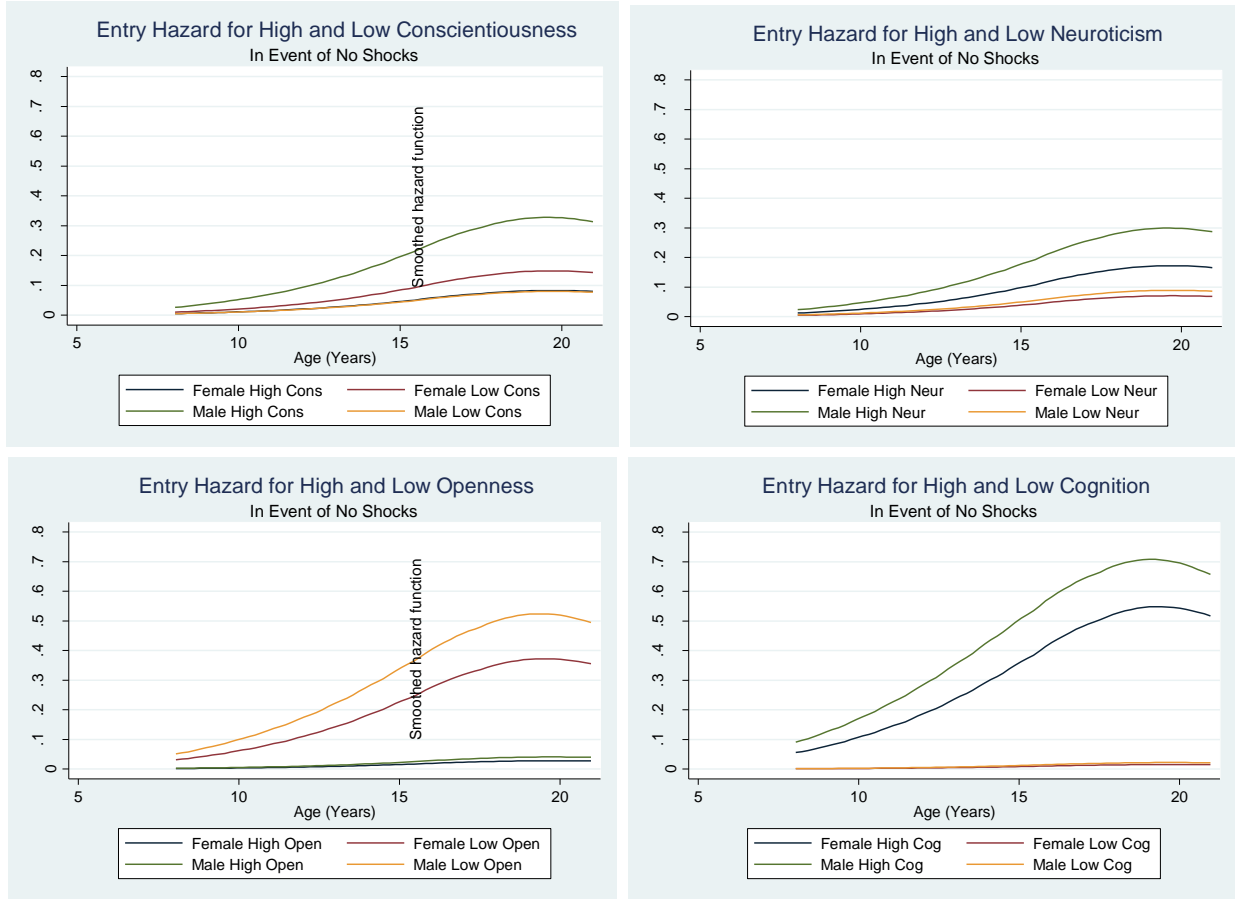 Entry Hazard for High and Low Conscientiousness
In Event of No Shocks
.8
.7
.6
.5
.4
.3
.2
.1
0
Smoothed hazard function
5 10 15 20
Age (Years)
Female High Cons Female Low Cons
Male High Cons Male Low Cons
Entry Hazard for High and Low Neuroticism
In Event of No Shocks
.8
.7
.6
.5
.4
.3
.2
.1
0
5 10 15 20
Age (Years)
Female High Neur Female Low Neur
Male High Neur Male Low Neur
Entry Hazard for High and Low Openness
In Event of No Shocks
.8
.7
.6
.5
.4
.3
.2
.1
0
Smoothed hazard function
5 10 15 20
Age (Years)
Female High Open Female Low Open
Male High Open Male Low Open
Entry Hazard for High and Low Cognition
In Event of No Shocks
.8
.7
.6
.5
.4
.3
.2
.1
0
5 10 15 20
Age (Years)
Female High Cog Female Low Cog
Male High Cog Male Low Cog